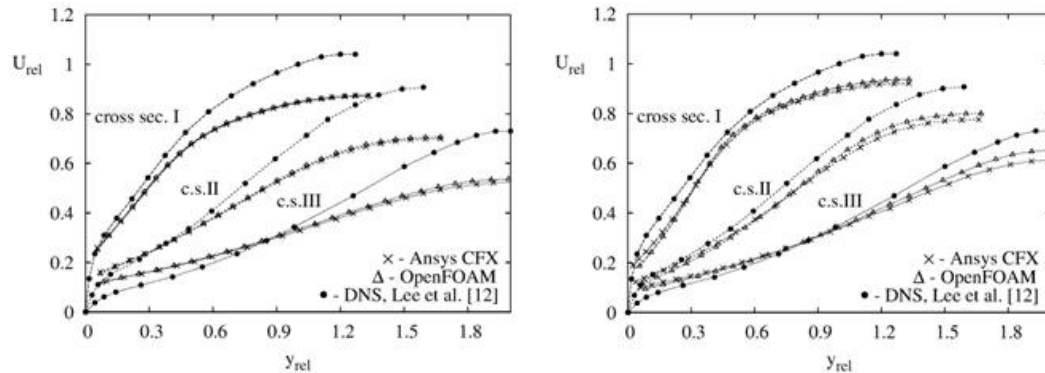 1.2
1
0.8
0.6
0.4
0.2
0
U_rel
cross sec. I
c.s.II
c.s.III
× - Ansys CFX
Δ - OpenFOAM
● - DNS, Lee et al. [12]
0 0.3 0.6 0.9 1.2 1.5 1.8
y_rel
1.2
1
0.8
0.6
0.4
0.2
0
U_rel
cross sec. I
c.s.II
c.s.III
× - Ansys CFX
Δ - OpenFOAM
● - DNS, Lee et al. [12]
0 0.3 0.6 0.9 1.2 1.5 1.8
y_rel